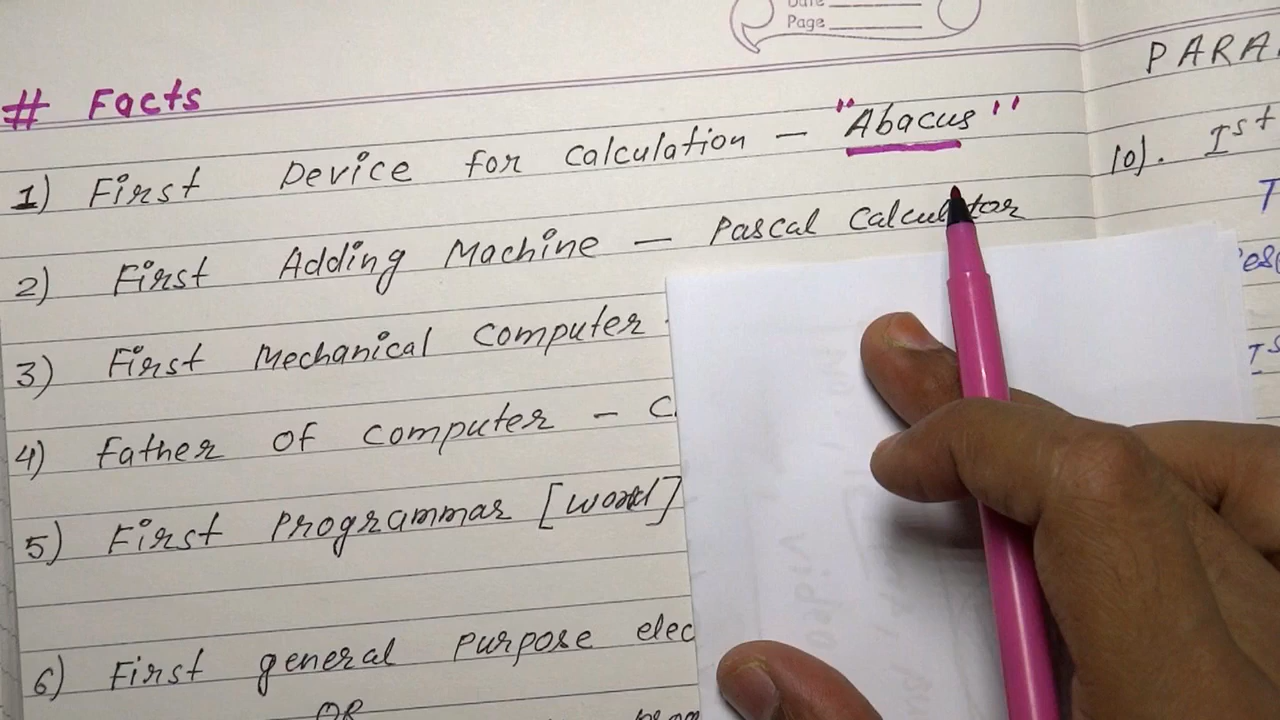 Date
Page
# Facts
1) First Device for Calculation — "Abacus"
2) First Adding Machine — Pascal Calculator
3) First Mechanical Computer
4) Father Of Computer — C
5) First Programmar [World]
6) First general Purpose elec
OR
PARA
10). Ist
T